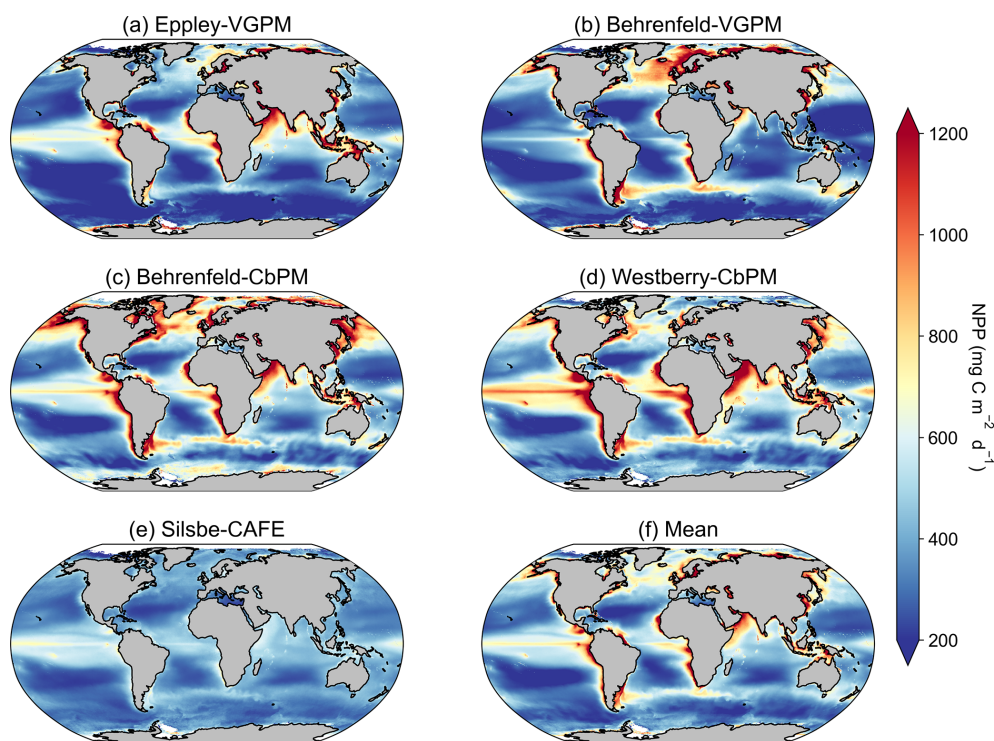 (a) Eppley-VGPM
(b) Behrenfeld-VGPM
(c) Behrenfeld-CbPM
(d) Westberry-CbPM
(e) Silsbe-CAFE
(f) Mean
1200
1000
800
600
400
200
NPP (mg C m⁻² d⁻¹)